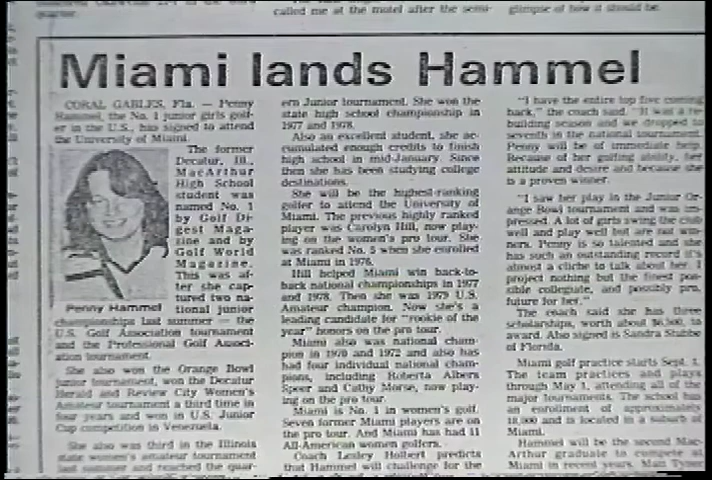 called me at the motel after the semi-
glimpse of how it should be.
quarter.
Miami lands Hammel
CORAL GABLES, Fla. — Penny
Hammel, the No. 1 junior girls golf-
er in the U.S., has signed to attend
the University of Miami.
The former
Decatur, Ill.,
MacArthur
High School
student was
named No. 1
by Golf Di-
gest Maga-
zine and by
Golf World
Magazine.
This was af-
ter she cap-
tured two na-
tional junior
Penny Hammel
championships last summer — the
U.S. Golf Association tournament
and the Professional Golf Associ-
ation tournament.
She also won the Orange Bowl
junior tournament, won the Decatur
Herald and Review City Women's
Amateur tournament a third time in
four years and won in U.S. Junior
Cup competition in Venezuela.
She also was third in the Illinois
state women's amateur tournament
last summer and reached the quar-
ern Junior tournament. She won the
state high school championship in
1977 and 1978.
Also an excellent student, she ac-
cumulated enough credits to finish
high school in mid-January. Since
then she has been studying college
destinations.
She will be the highest-ranking
golfer to attend the University of
Miami. The previous highly ranked
player was Carolyn Hill, now play-
ing on the women's pro tour. She
was ranked No. 5 when she enrolled
at Miami in 1976.
Hill helped Miami win back-to-
back national championships in 1977
and 1978. Then she was 1979 U.S.
Amateur champion. Now she's a
leading candidate for "rookie of the
year" honors on the pro tour.
Miami also was national cham-
pion in 1970 and 1972 and also has
had four individual national cham-
pions, including Roberta Albers
Speer and Cathy Morse, now play-
ing on the pro tour.
Miami is No. 1 in women's golf.
Seven former Miami players are on
the pro tour. And Miami has had 11
All-American women golfers.
Coach Lesley Holbert predicts
that Hammel will challenge for the
"I have the entire top five coming
back," the coach said. "It was a re-
building season and we dropped to
seventh in the national tournament.
Penny will be of immediate help.
Because of her golfing ability, her
attitude and desire and because she
is a proven winner.
"I saw her play in the Junior Or-
ange Bowl tournament and was im-
pressed. A lot of girls swing the club
well and play well but are not win-
ners. Penny is so talented and she
has such an outstanding record it's
almost a cliche to talk about her. I
project nothing but the finest pos-
sible collegiate, and possibly pro,
future for her."
The coach said she has three
scholarships, worth about $6,500, to
award. Also signed is Sandra Stubbs
of Florida.
Miami golf practice starts Sept. 1.
The team practices and plays
through May 1, attending all of the
major tournaments. The school has
an enrollment of approximately
18,000 and is located in a suburb of
Miami.
Hammel will be the second Mac-
Arthur graduate to compete at
Miami in recent years. Matt Tyner